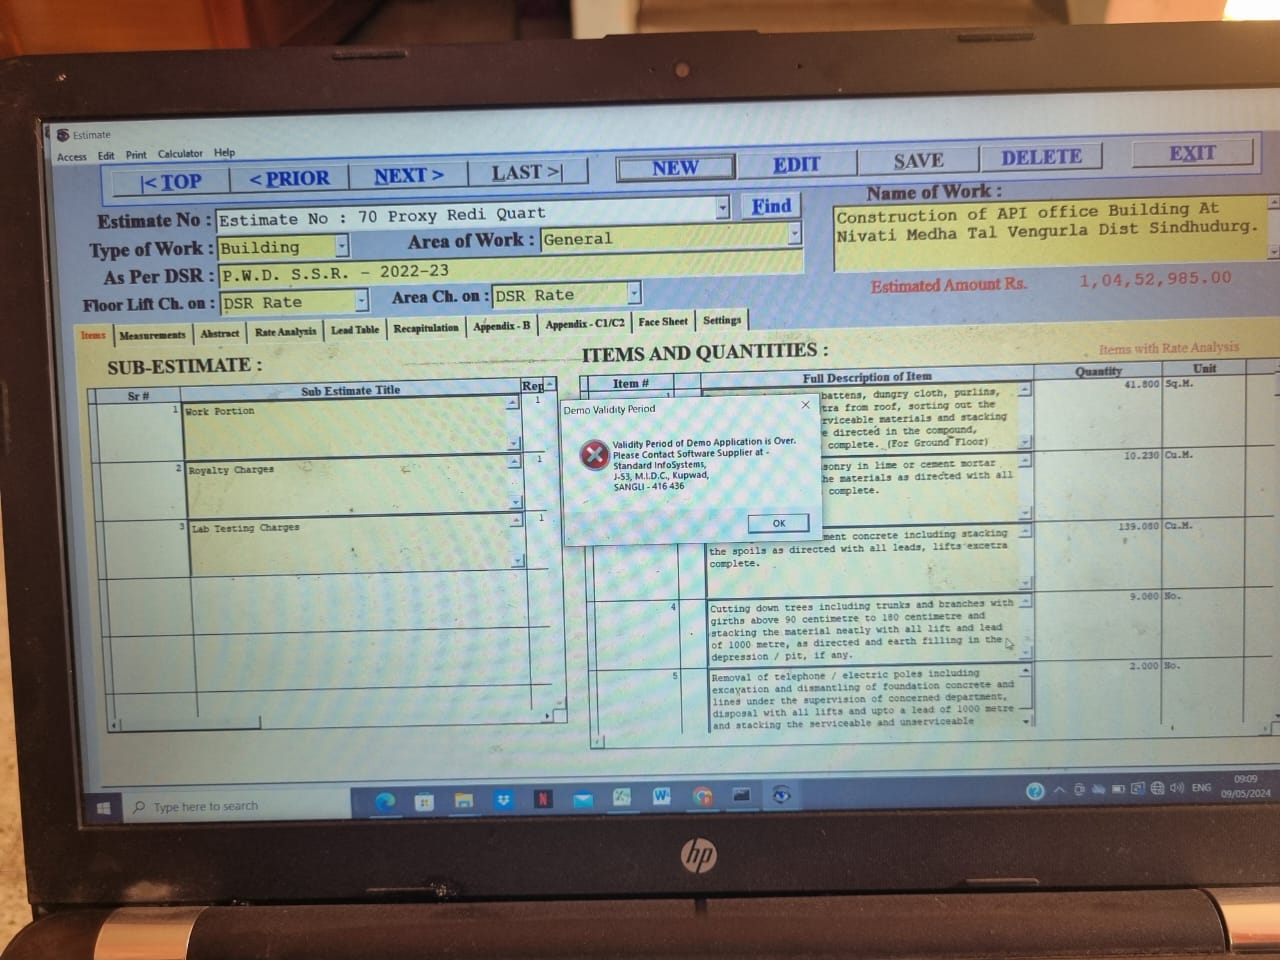 Estimate
Access Edit Print Calculator Help
|< TOP < PRIOR NEXT > LAST >| NEW EDIT SAVE DELETE EXIT
Estimate No : Estimate No : 70 Proxy Redi Quart Find
Name of Work :
Construction of API office Building At
Nivati Medha Tal Vengurla Dist Sindhudurg.
Type of Work : Building Area of Work : General
As Per DSR : P.W.D. S.S.R. - 2022-23
Estimated Amount Rs. 1,04,52,985.00
Floor Lift Ch. on : DSR Rate Area Ch. on : DSR Rate
Items Measurements Abstract Rate Analysis Lead Table Recapitulation Appendix - B Appendix - C1/C2 Face Sheet Settings
SUB-ESTIMATE :
ITEMS AND QUANTITIES :
Items with Rate Analysis
Sr # Sub Estimate Title Rep
1 Work Portion 1
2 Royalty Charges 1
3 Lab Testing Charges 1
Item # Full Description of Item Quantity Unit
battens, dungry cloth, purlins,
tra from roof, sorting out the
rviceable materials and stacking
e directed in the compound,
complete. (For Ground Floor)
41.800 Sq.M.
sonry in lime or cement mortar
he materials as directed with all
complete.
10.230 Cu.M.
ment concrete including stacking
the spoils as directed with all leads, lifts excetra
complete.
Cu.M.
4 Cutting down trees including trunks and branches with
girths above 90 centimetre to 180 centimetre and
stacking the material neatly with all lift and lead
of 1000 metre, as directed and earth filling in the
depression / pit, if any.
9.000 No.
5 Removal of telephone / electric poles including
excavation and dismantling of foundation concrete and
lines under the supervision of concerned department,
disposal with all lifts and upto a lead of 1000 metre
and stacking the serviceable and unserviceable
2.000 No.
Demo Validity Period
Validity Period of Demo Application is Over.
Please Contact Software Supplier at -
Standard InfoSystems,
J-53, M.I.D.C., Kupwad,
SANGLI - 416 436
OK
Type here to search
ENG
09:09
09/05/2024
hp